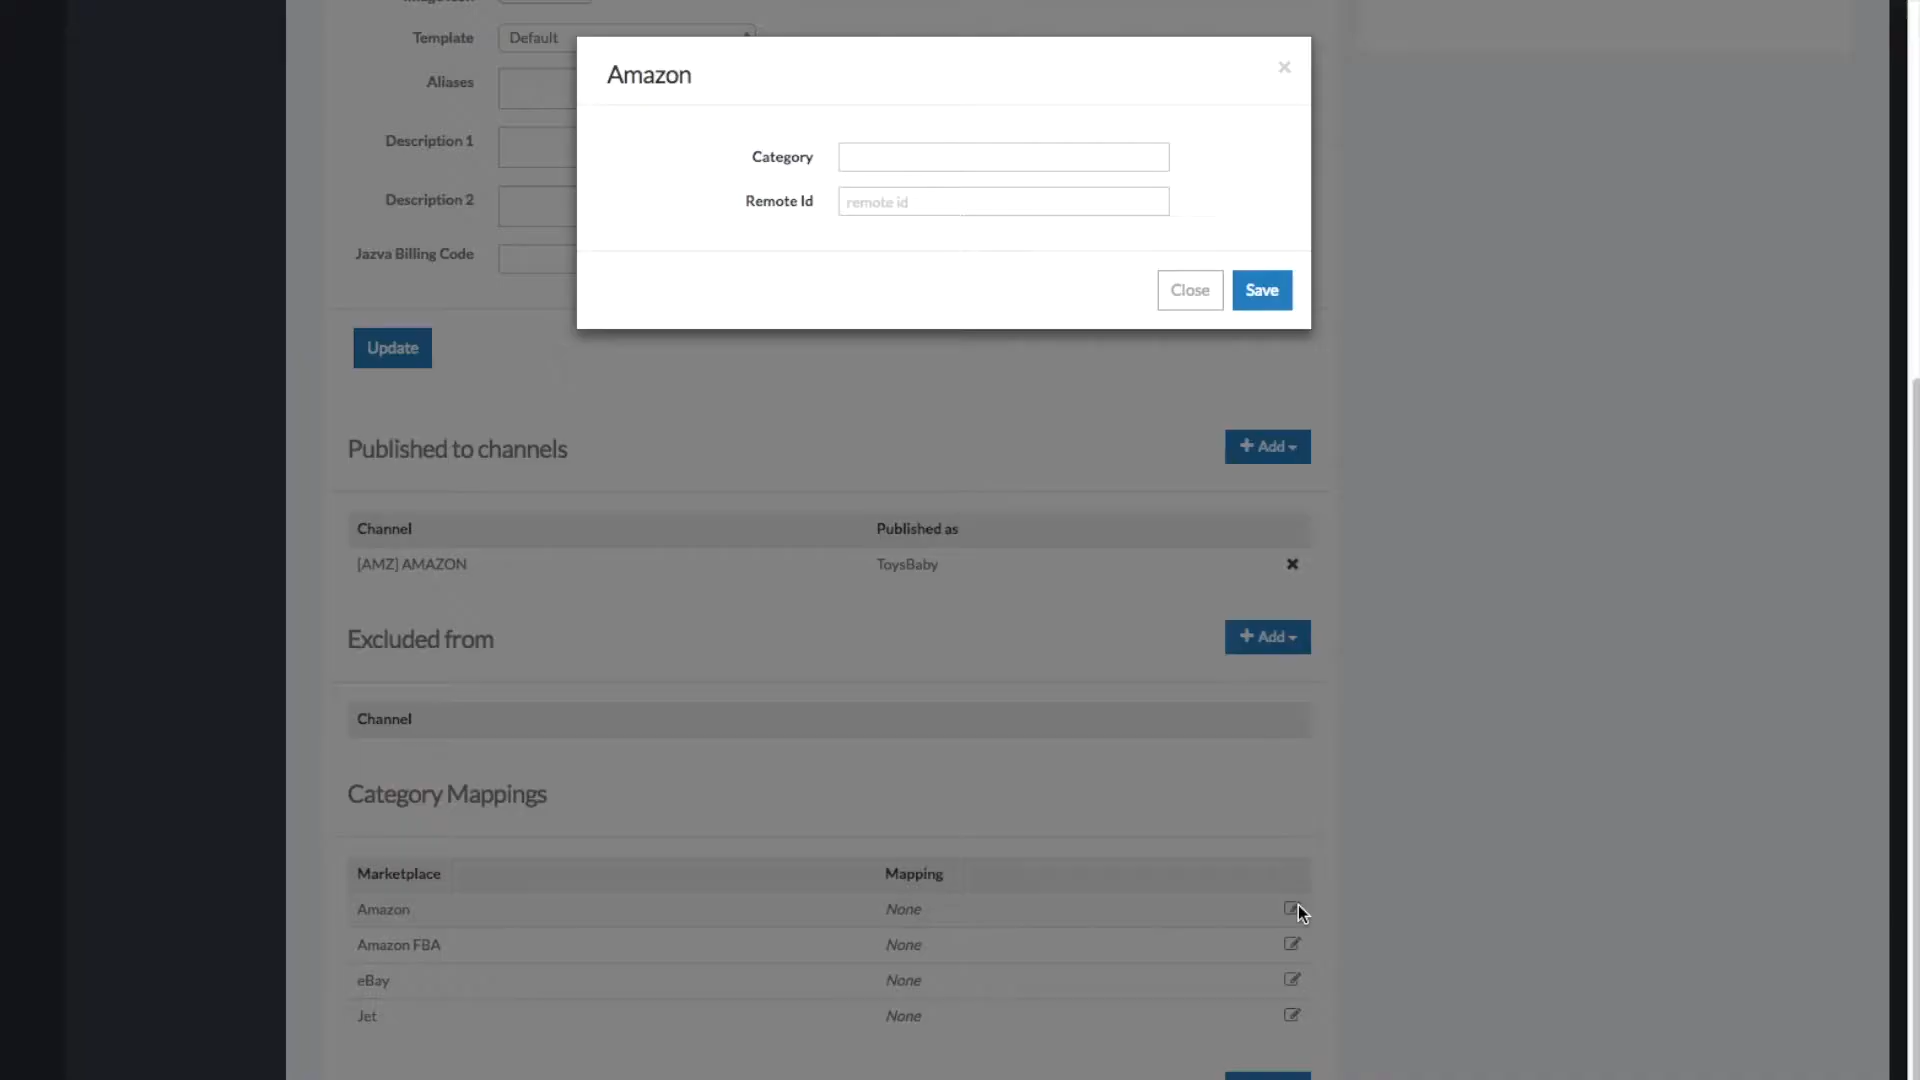 Template
Default
Aliases
Description 1
Description 2
Jazva Billing Code
Update
Amazon
×
Category
Remote Id
remote id
Close
Save
Published to channels
Add
Channel
Published as
[AMZ] AMAZON
ToysBaby
Excluded from
Add
Channel
Category Mappings
Marketplace
Mapping
Amazon
None
Amazon FBA
None
eBay
None
Jet
None